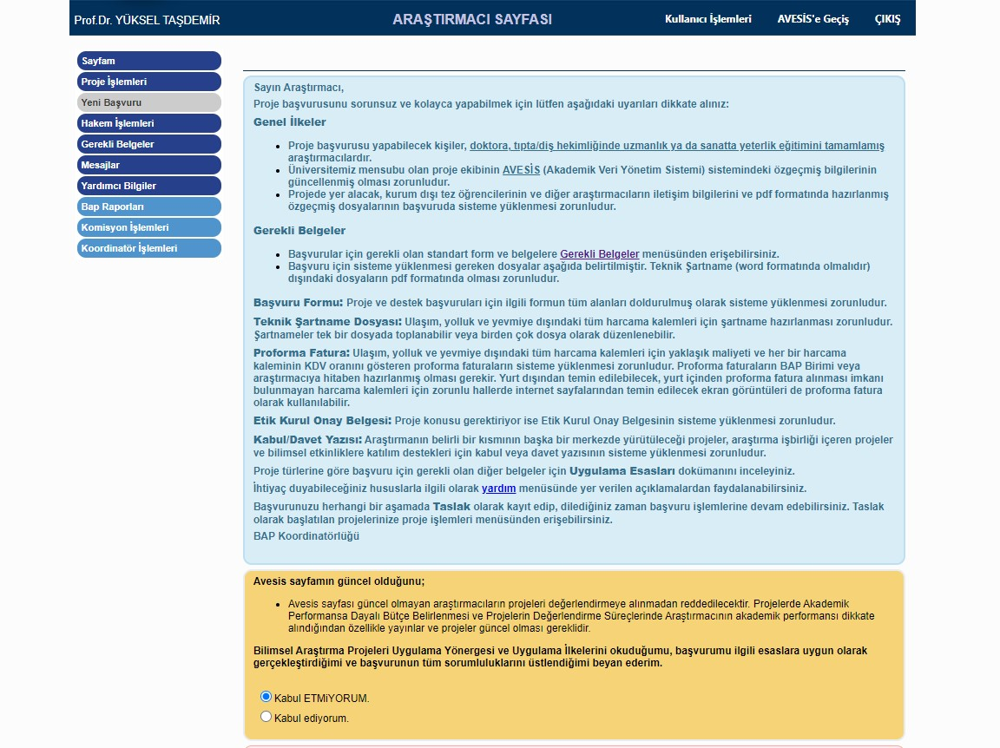 Prof.Dr. YÜKSEL TAŞDEMİR
ARAŞTIRMACI SAYFASI
Kullanıcı İşlemleri
AVESİS'e Geçiş
ÇIKIŞ
Sayfam
Proje İşlemleri
Yeni Başvuru
Hakem İşlemleri
Gerekli Belgeler
Mesajlar
Yardımcı Bilgiler
Bap Raporları
Komisyon İşlemleri
Koordinatör İşlemleri
Sayın Araştırmacı,
Proje başvurusunu sorunsuz ve kolayca yapabilmek için lütfen aşağıdaki uyarıları dikkate alınız:
Genel İlkeler
• Proje başvurusu yapabilecek kişiler, doktora, tıpta/diş hekimliğinde uzmanlık ya da sanatta yeterlik eğitimini tamamlamış
araştırmacılardır.
• Üniversitemiz mensubu olan proje ekibinin AVESİS (Akademik Veri Yönetim Sistemi) sistemindeki özgeçmiş bilgilerinin
güncellenmiş olması zorunludur.
• Projede yer alacak, kurum dışı tez öğrencilerinin ve diğer araştırmacıların iletişim bilgilerini ve pdf formatında hazırlanmış
özgeçmiş dosyalarının başvuruda sisteme yüklenmesi zorunludur.
Gerekli Belgeler
• Başvurular için gerekli olan standart form ve belgelere Gerekli Belgeler menüsünden erişebilirsiniz.
• Başvuru için sisteme yüklenmesi gereken dosyalar aşağıda belirtilmiştir. Teknik Şartname (word formatında olmalıdır)
dışındaki dosyaların pdf formatında olması zorunludur.
Başvuru Formu: Proje ve destek başvuruları için ilgili formun tüm alanları doldurulmuş olarak sisteme yüklenmesi zorunludur.
Teknik Şartname Dosyası: Ulaşım, yolluk ve yevmiye dışındaki tüm harcama kalemleri için şartname hazırlanması zorunludur.
Şartnameler tek bir dosyada toplanabilir veya birden çok dosya olarak düzenlenebilir.
Proforma Fatura: Ulaşım, yolluk ve yevmiye dışındaki tüm harcama kalemleri için yaklaşık maliyeti ve her bir harcama
kaleminin KDV oranını gösteren proforma faturaların sisteme yüklenmesi zorunludur. Proforma faturaların BAP Birimi veya
araştırmacıya hitaben hazırlanmış olması gerekir. Yurt dışından temin edilebilecek, yurt içinden proforma fatura alınması imkanı
bulunmayan harcama kalemleri için zorunlu hallerde internet sayfalarından temin edilecek ekran görüntüleri de proforma fatura
olarak kullanılabilir.
Etik Kurul Onay Belgesi: Proje konusu gerektiriyor ise Etik Kurul Onay Belgesinin sisteme yüklenmesi zorunludur.
Kabul/Davet Yazısı: Araştırmanın belirli bir kısmının başka bir merkezde yürütüleceği projeler, araştırma işbirliği içeren projeler
ve bilimsel etkinliklere katılım destekleri için kabul veya davet yazısının sisteme yüklenmesi zorunludur.
Proje türlerine göre başvuru için gerekli olan diğer belgeler için Uygulama Esasları dokümanını inceleyiniz.
İhtiyaç duyabileceğiniz hususlarla ilgili olarak yardım menüsünde yer verilen açıklamalardan faydalanabilirsiniz.
Başvurunuzu herhangi bir aşamada Taslak olarak kayıt edip, dilediğiniz zaman başvuru işlemlerine devam edebilirsiniz. Taslak
olarak başlatılan projelerinize proje işlemleri menüsünden erişebilirsiniz.
BAP Koordinatörlüğü
Avesis sayfamın güncel olduğunu;
• Avesis sayfası güncel olmayan araştırmacıların projeleri değerlendirmeye alınmadan reddedilecektir. Projelerde Akademik
Performansa Dayalı Bütçe Belirlenmesi ve Projelerin Değerlendirme Süreçlerinde Araştırmacının akademik performansı dikkate
alındığından özellikle yayınlar ve projeler güncel olması gereklidir.
Bilimsel Araştırma Projeleri Uygulama Yönergesi ve Uygulama İlkelerini okuduğumu, başvurumu ilgili esaslara uygun olarak
gerçekleştirdiğimi ve başvurunun tüm sorumluluklarını üstlendiğimi beyan ederim.
Kabul ETMiYORUM.
Kabul ediyorum.